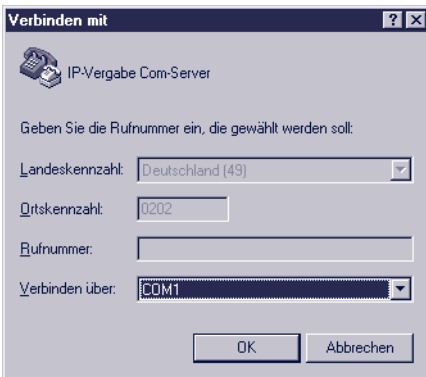 Verbinden mit
IP-Vergabe Com-Server
Geben Sie die Rufnummer ein, die gewählt werden soll:
Landeskennzahl: Deutschland (49)
Ortskennzahl: 0202
Rufnummer:
Verbinden über: COM1
OK Abbrechen